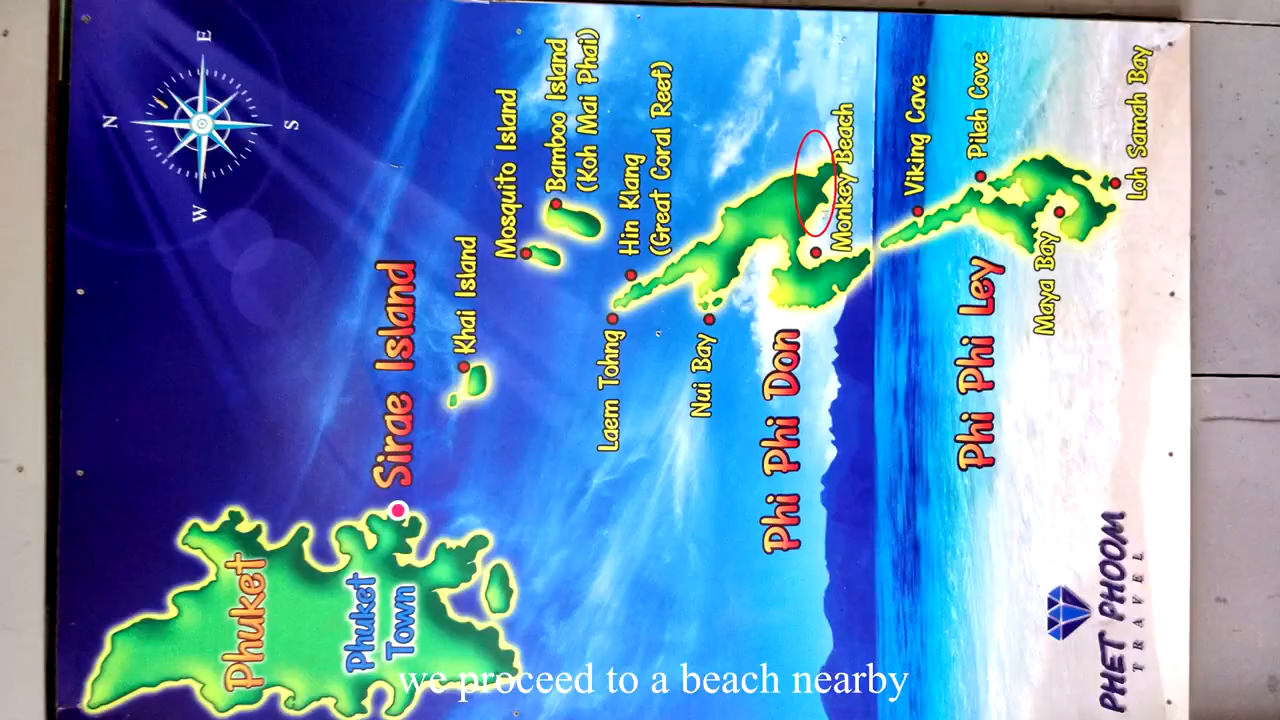 N
E
S
W
Phuket
Phuket
Town
Sirae Island
Khai Island
Mosquito Island
Bamboo Island
(Koh Mai Phai)
Hin Klang
(Great Coral Reef)
Laem Tohng
Nui Bay
Monkey Beach
Phi Phi Don
Viking Cave
Pileh Cove
Phi Phi Ley
Maya Bay
Loh Samah Bay
PHET PHOOM
TRAVEL
we proceed to a beach nearby